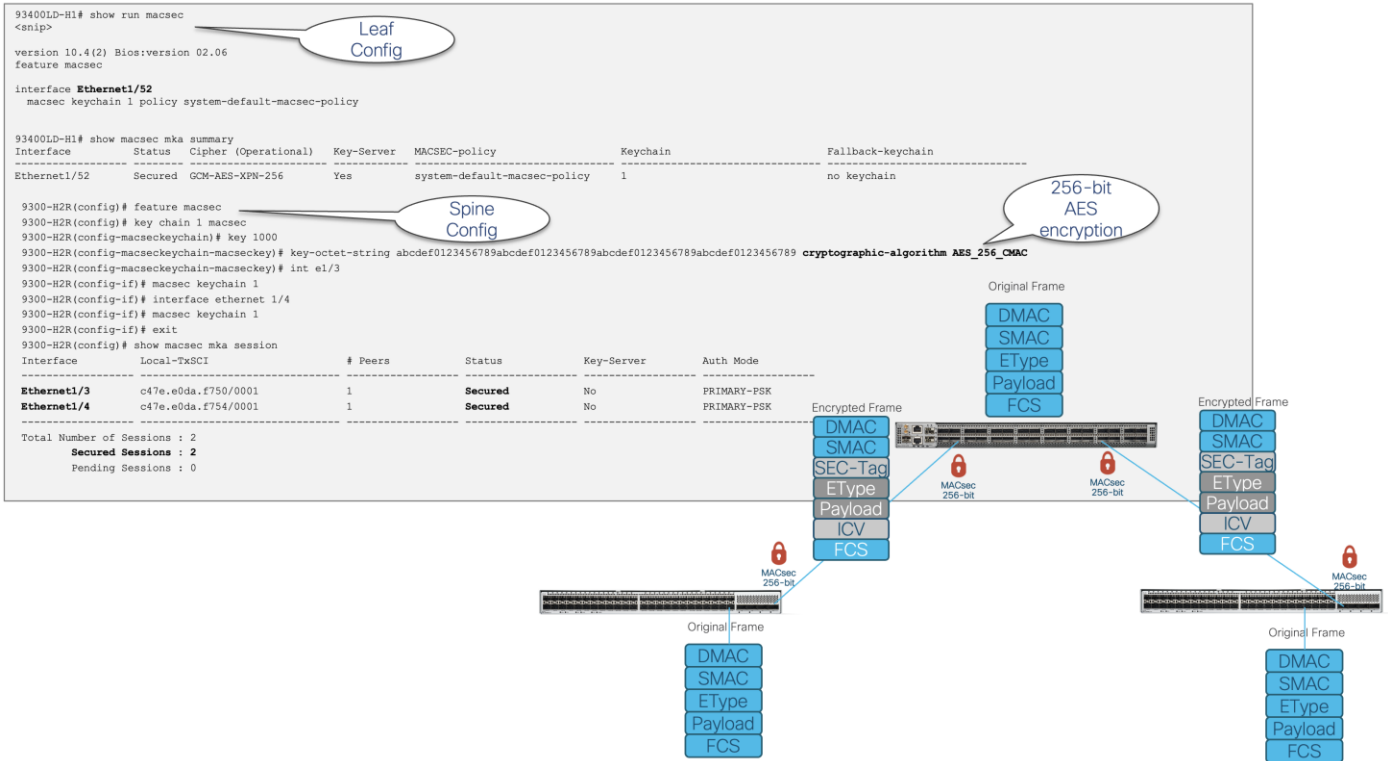 93400LD-H1# show run macsec
<snip>
Leaf
Config
version 10.4(2) Bios:version 02.06
feature macsec
interface Ethernet1/52
macsec keychain 1 policy system-default-macsec-policy
93400LD-H1# show macsec mka summary
Interface Status Cipher (Operational) Key-Server MACSEC-policy Keychain Fallback-keychain
Ethernet1/52 Secured GCM-AES-XPN-256 Yes system-default-macsec-policy 1 no keychain
256-bit
AES
encryption
Spine
Config
9300-H2R(config)# feature macsec
9300-H2R(config)# key chain 1 macsec
9300-H2R(config-macseckeychain)# key 1000
9300-H2R(config-macseckeychain-macseckey)# key-octet-string abcdef0123456789abcdef0123456789abcdef0123456789abcdef0123456789 cryptographic-algorithm AES_256_CMAC
9300-H2R(config-macseckeychain-macseckey)# int e1/3
9300-H2R(config-if)# macsec keychain 1
9300-H2R(config-if)# interface ethernet 1/4
9300-H2R(config-if)# macsec keychain 1
9300-H2R(config-if)# exit
9300-H2R(config)# show macsec mka session
Interface Local-TxSCI # Peers Status Key-Server Auth Mode
Ethernet1/3 c47e.e0da.f750/0001 1 Secured No PRIMARY-PSK
Ethernet1/4 c47e.e0da.f754/0001 1 Secured No PRIMARY-PSK
Total Number of Sessions : 2
Secured Sessions : 2
Pending Sessions : 0
Original Frame
DMAC
SMAC
EType
Payload
FCS
Encrypted Frame
DMAC
SMAC
SEC-Tag
EType
Payload
ICV
FCS
MACsec
256-bit
MACsec
256-bit
Encrypted Frame
DMAC
SMAC
SEC-Tag
EType
Payload
ICV
FCS
MACsec
256-bit
MACsec
256-bit
Original Frame
DMAC
SMAC
EType
Payload
FCS
Original Frame
DMAC
SMAC
EType
Payload
FCS